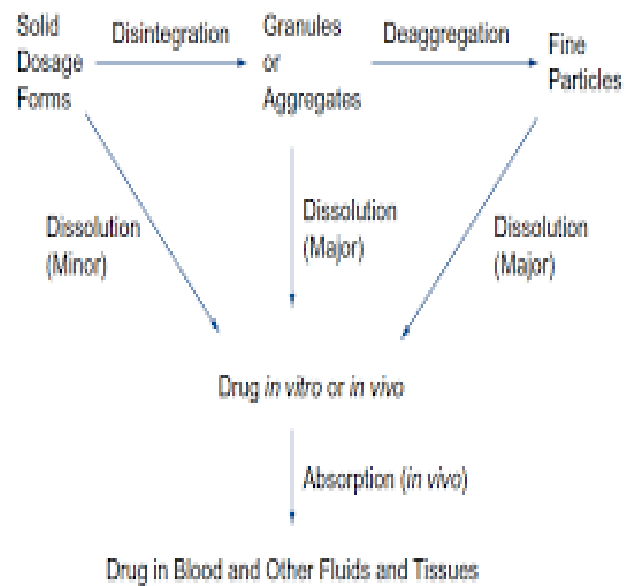 Solid
Dosage
Forms
Disintegration
Granules
or
Aggregates
Deaggregation
Fine
Particles
Dissolution
(Minor)
Dissolution
(Major)
Dissolution
(Major)
Drug in vitro or in vivo
Absorption (in vivo)
Drug in Blood and Other Fluids and Tissues